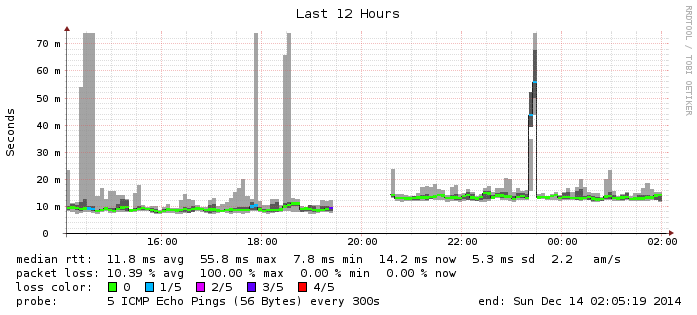 Last 12 Hours
RRDTOOL / TOBI OETIKER
Seconds
70 m
60 m
50 m
40 m
30 m
20 m
10 m
0
16:00 18:00 20:00 22:00 00:00 02:00
median rtt: 11.8 ms avg 55.8 ms max 7.8 ms min 14.2 ms now 5.3 ms sd 2.2 am/s
packet loss: 10.39 % avg 100.00 % max 0.00 % min 0.00 % now
loss color: 0 1/5 2/5 3/5 4/5
probe: 5 ICMP Echo Pings (56 Bytes) every 300s end: Sun Dec 14 02:05:19 2014